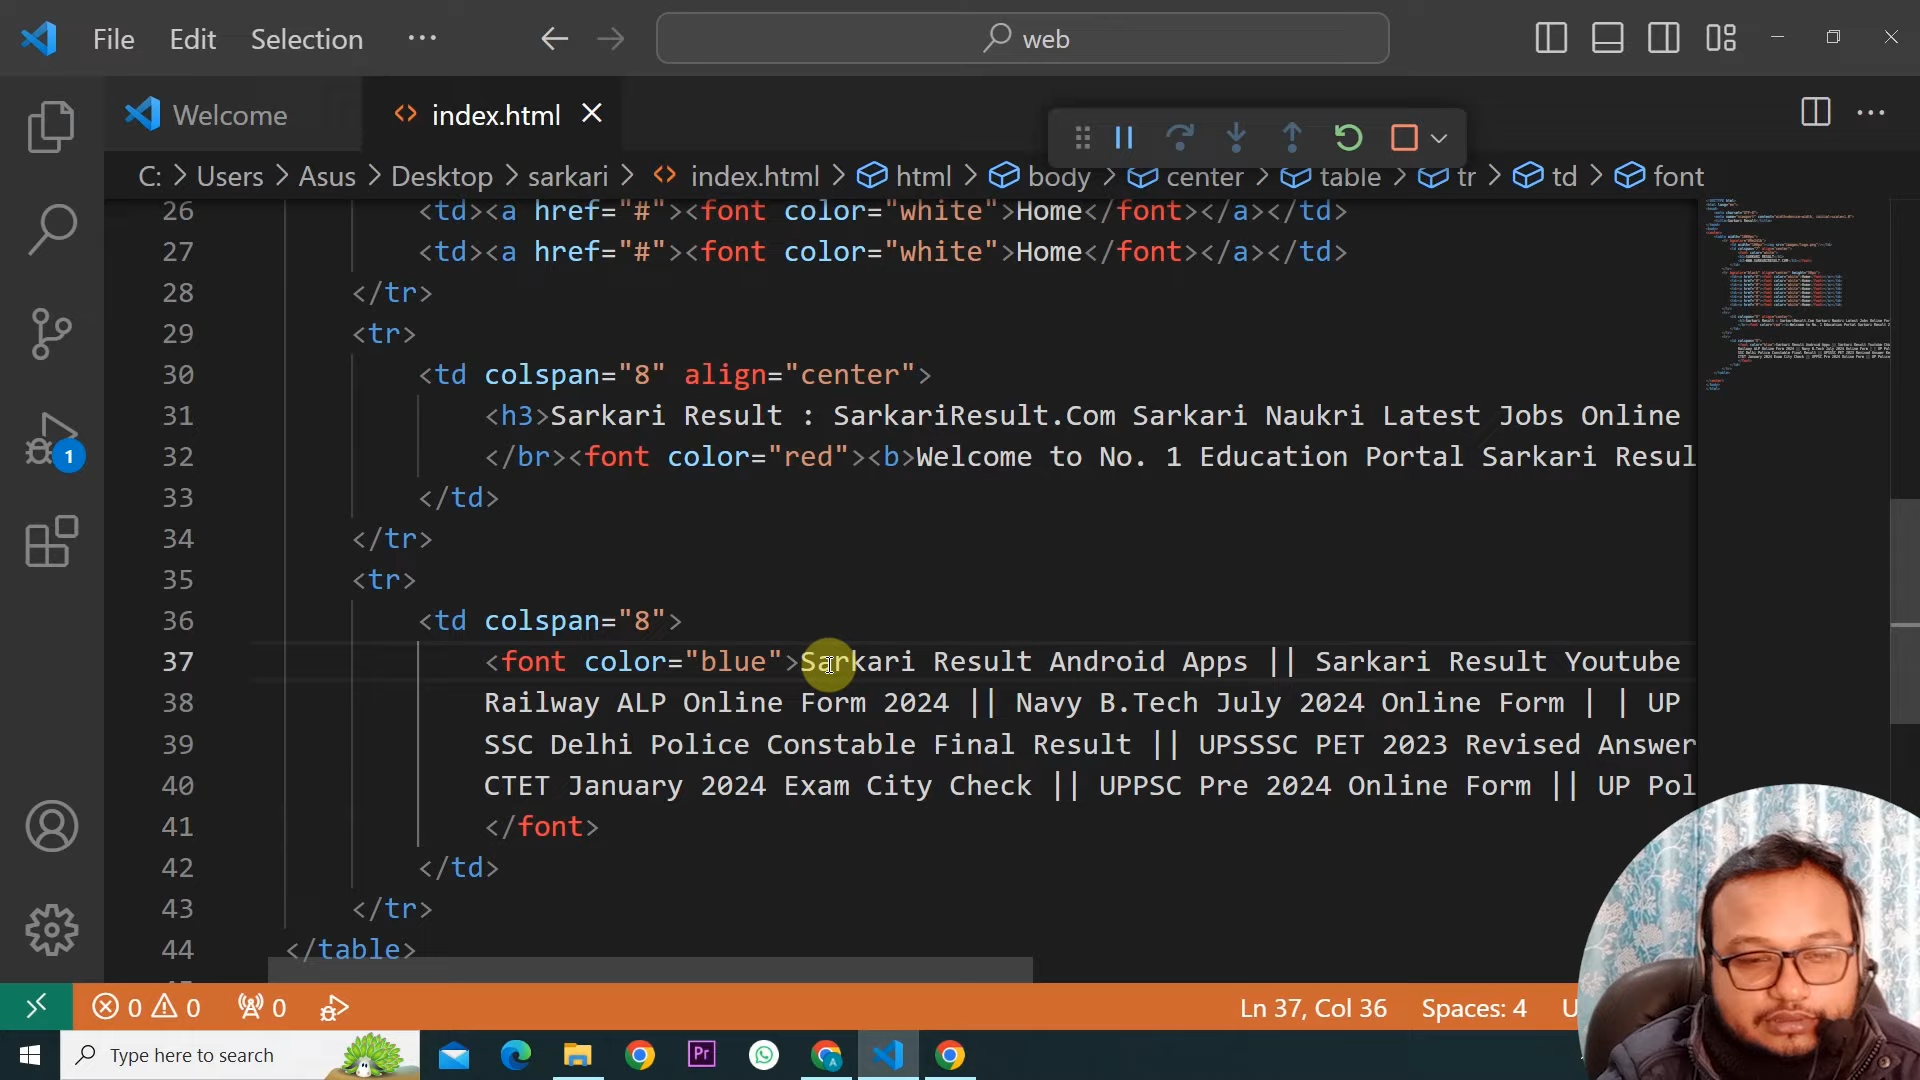 File Edit Selection ··· web
Welcome index.html
C: > Users > Asus > Desktop > sarkari > index.html > html > body > center > table > tr > td > font
26 <td><a href="#"><font color="white">Home</font></a></td>
27 <td><a href="#"><font color="white">Home</font></a></td>
28 </tr>
29 <tr>
30 <td colspan="8" align="center">
31 <h3>Sarkari Result : SarkariResult.Com Sarkari Naukri Latest Jobs Online
32 </br><font color="red"><b>Welcome to No. 1 Education Portal Sarkari Resul
33 </td>
34 </tr>
35 <tr>
36 <td colspan="8">
37 <font color="blue">Sarkari Result Android Apps || Sarkari Result Youtube
38 Railway ALP Online Form 2024 || Navy B.Tech July 2024 Online Form | | UP
39 SSC Delhi Police Constable Final Result || UPSSSC PET 2023 Revised Answer
40 CTET January 2024 Exam City Check || UPPSC Pre 2024 Online Form || UP Pol
41 </font>
42 </td>
43 </tr>
44 </table>
1
0 0 0 Ln 37, Col 36 Spaces: 4 U
Type here to search Pr A